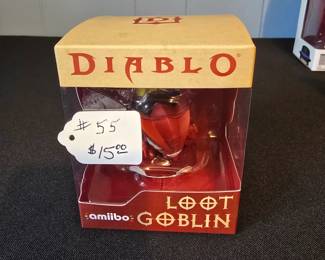 DIABLO
# 55
$15.00
LOOT
amiibo GOBLIN